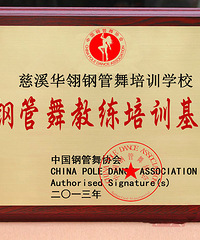 慈溪华翎钢管舞培训学校
钢管舞教练培训基
中国钢管舞协会
CHINA POLE DANCE ASSOCIATION
Authorised Signature(s)
二〇一三年